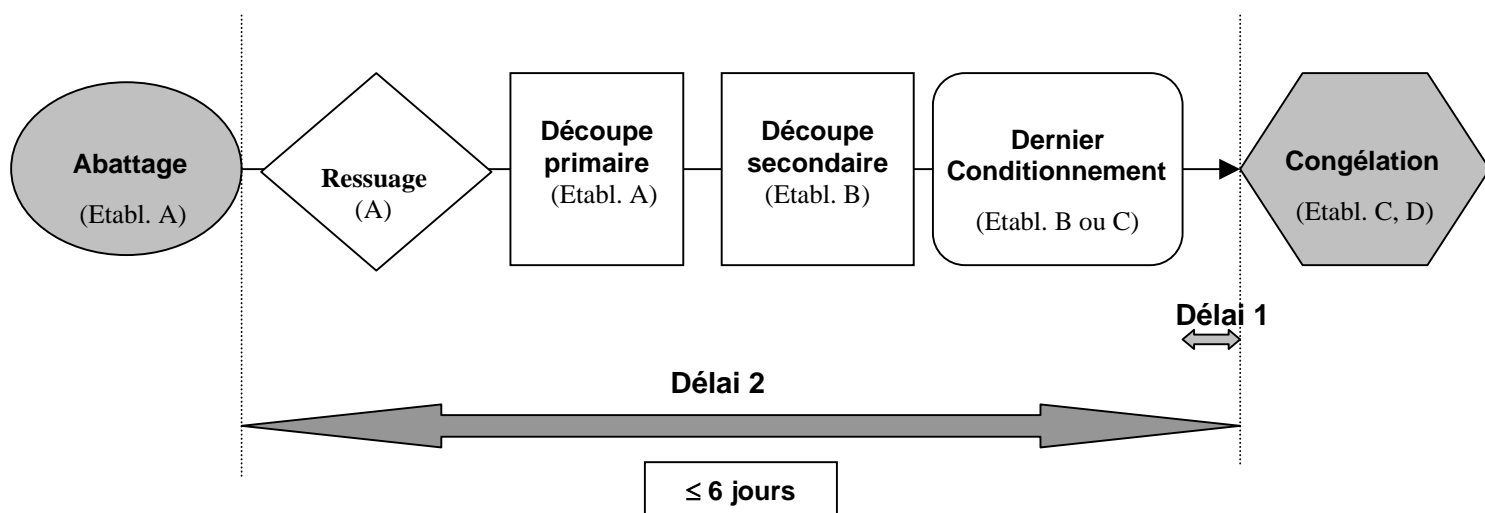 Abattage
(Etabl. A)
Ressuage
(A)
Découpe
primaire
(Etabl. A)
Découpe
secondaire
(Etabl. B)
Dernier
Conditionnement
(Etabl. B ou C)
Congélation
(Etabl. C, D)
Délai 1
Délai 2
≤ 6 jours